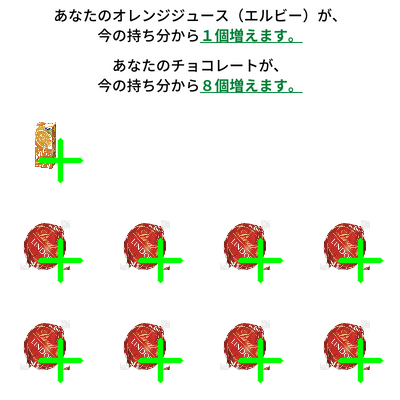 あなたのオレンジジュース（エルビー）が、
今の持ち分から１個増えます。
あなたのチョコレートが、
今の持ち分から８個増えます。